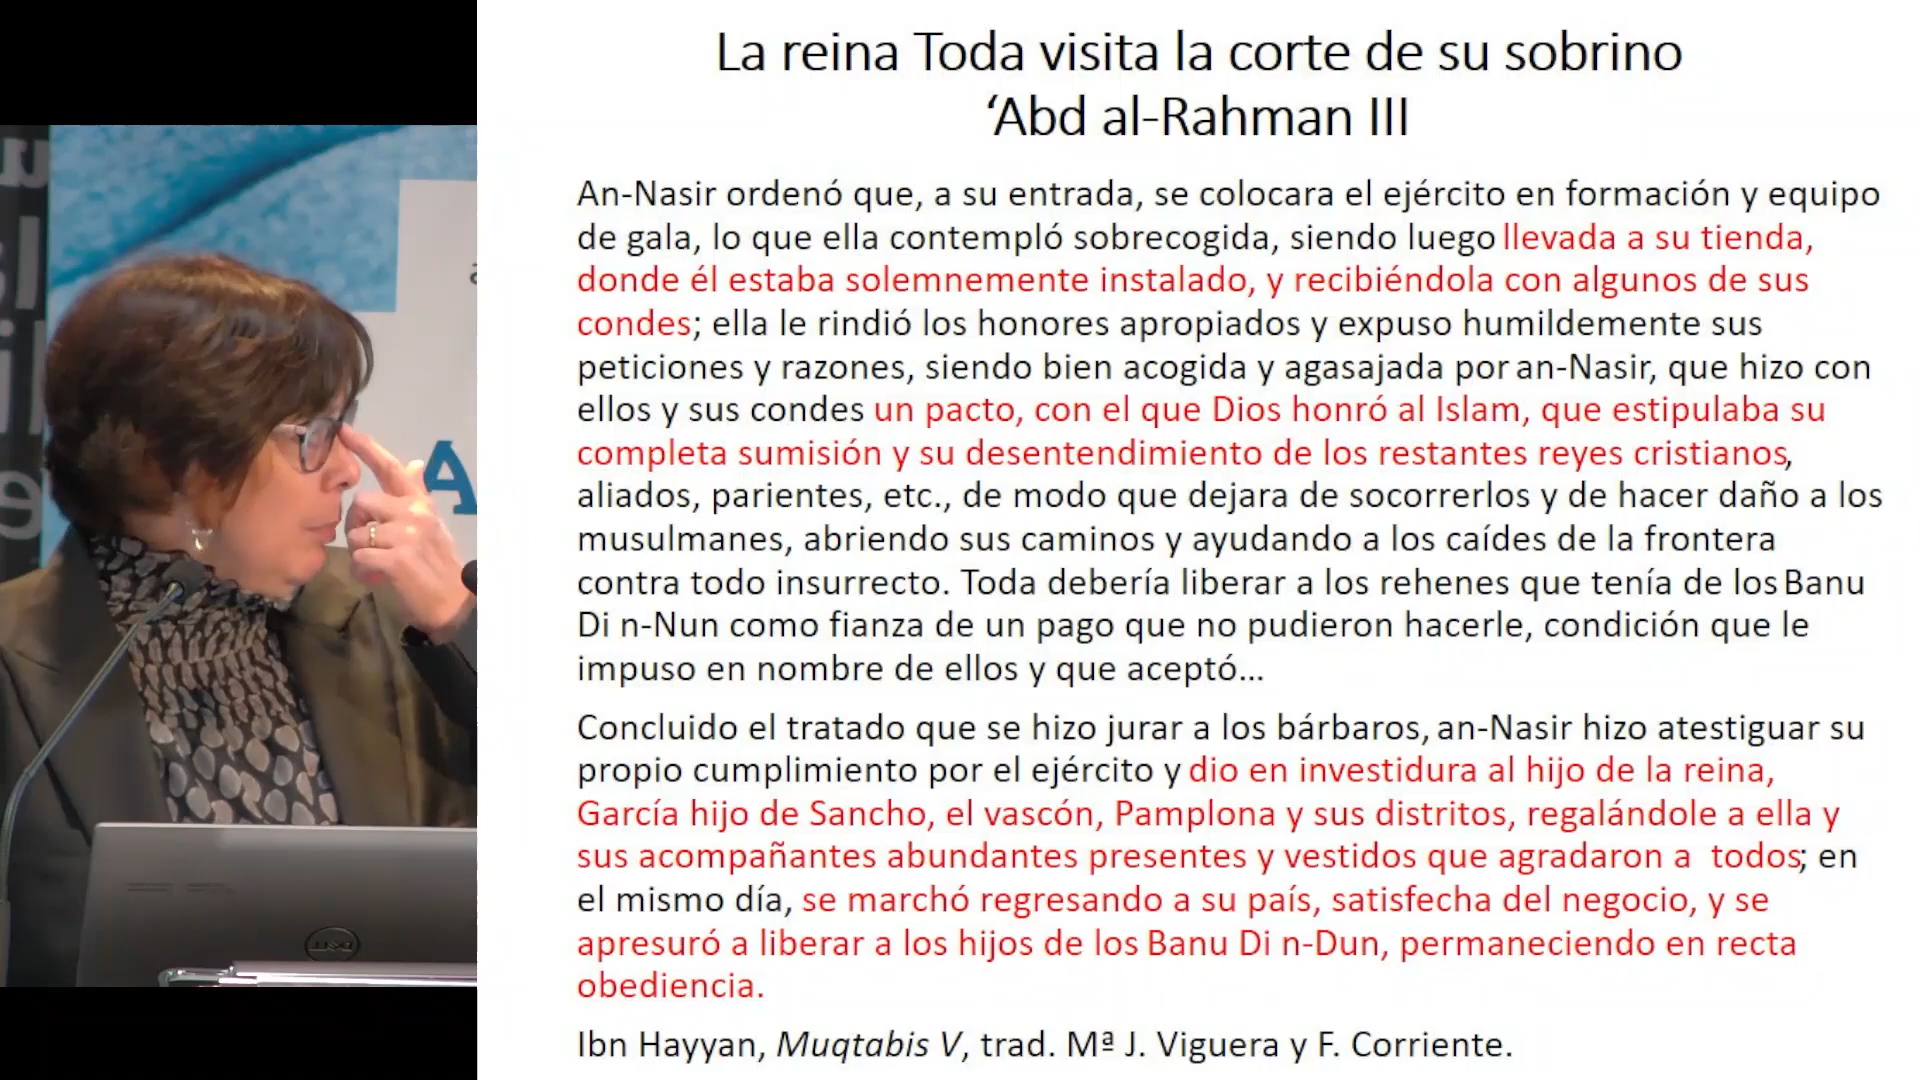 La reina Toda visita la corte de su sobrino
‘Abd al-Rahman III
An-Nasir ordenó que, a su entrada, se colocara el ejército en formación y equipo
de gala, lo que ella contempló sobrecogida, siendo luego llevada a su tienda,
donde él estaba solemnemente instalado, y recibiéndola con algunos de sus
condes; ella le rindió los honores apropiados y expuso humildemente sus
peticiones y razones, siendo bien acogida y agasajada por an-Nasir, que hizo con
ellos y sus condes un pacto, con el que Dios honró al Islam, que estipulaba su
completa sumisión y su desentendimiento de los restantes reyes cristianos,
aliados, parientes, etc., de modo que dejara de socorrerlos y de hacer daño a los
musulmanes, abriendo sus caminos y ayudando a los caídes de la frontera
contra todo insurrecto. Toda debería liberar a los rehenes que tenía de los Banu
Di n-Nun como fianza de un pago que no pudieron hacerle, condición que le
impuso en nombre de ellos y que aceptó…
Concluido el tratado que se hizo jurar a los bárbaros, an-Nasir hizo atestiguar su
propio cumplimiento por el ejército y dio en investidura al hijo de la reina,
García hijo de Sancho, el vascón, Pamplona y sus distritos, regalándole a ella y
sus acompañantes abundantes presentes y vestidos que agradaron a todos; en
el mismo día, se marchó regresando a su país, satisfecha del negocio, y se
apresuró a liberar a los hijos de los Banu Di n-Dun, permaneciendo en recta
obediencia.
Ibn Hayyan, Muqtabis V, trad. Mª J. Viguera y F. Corriente.
A
DELL